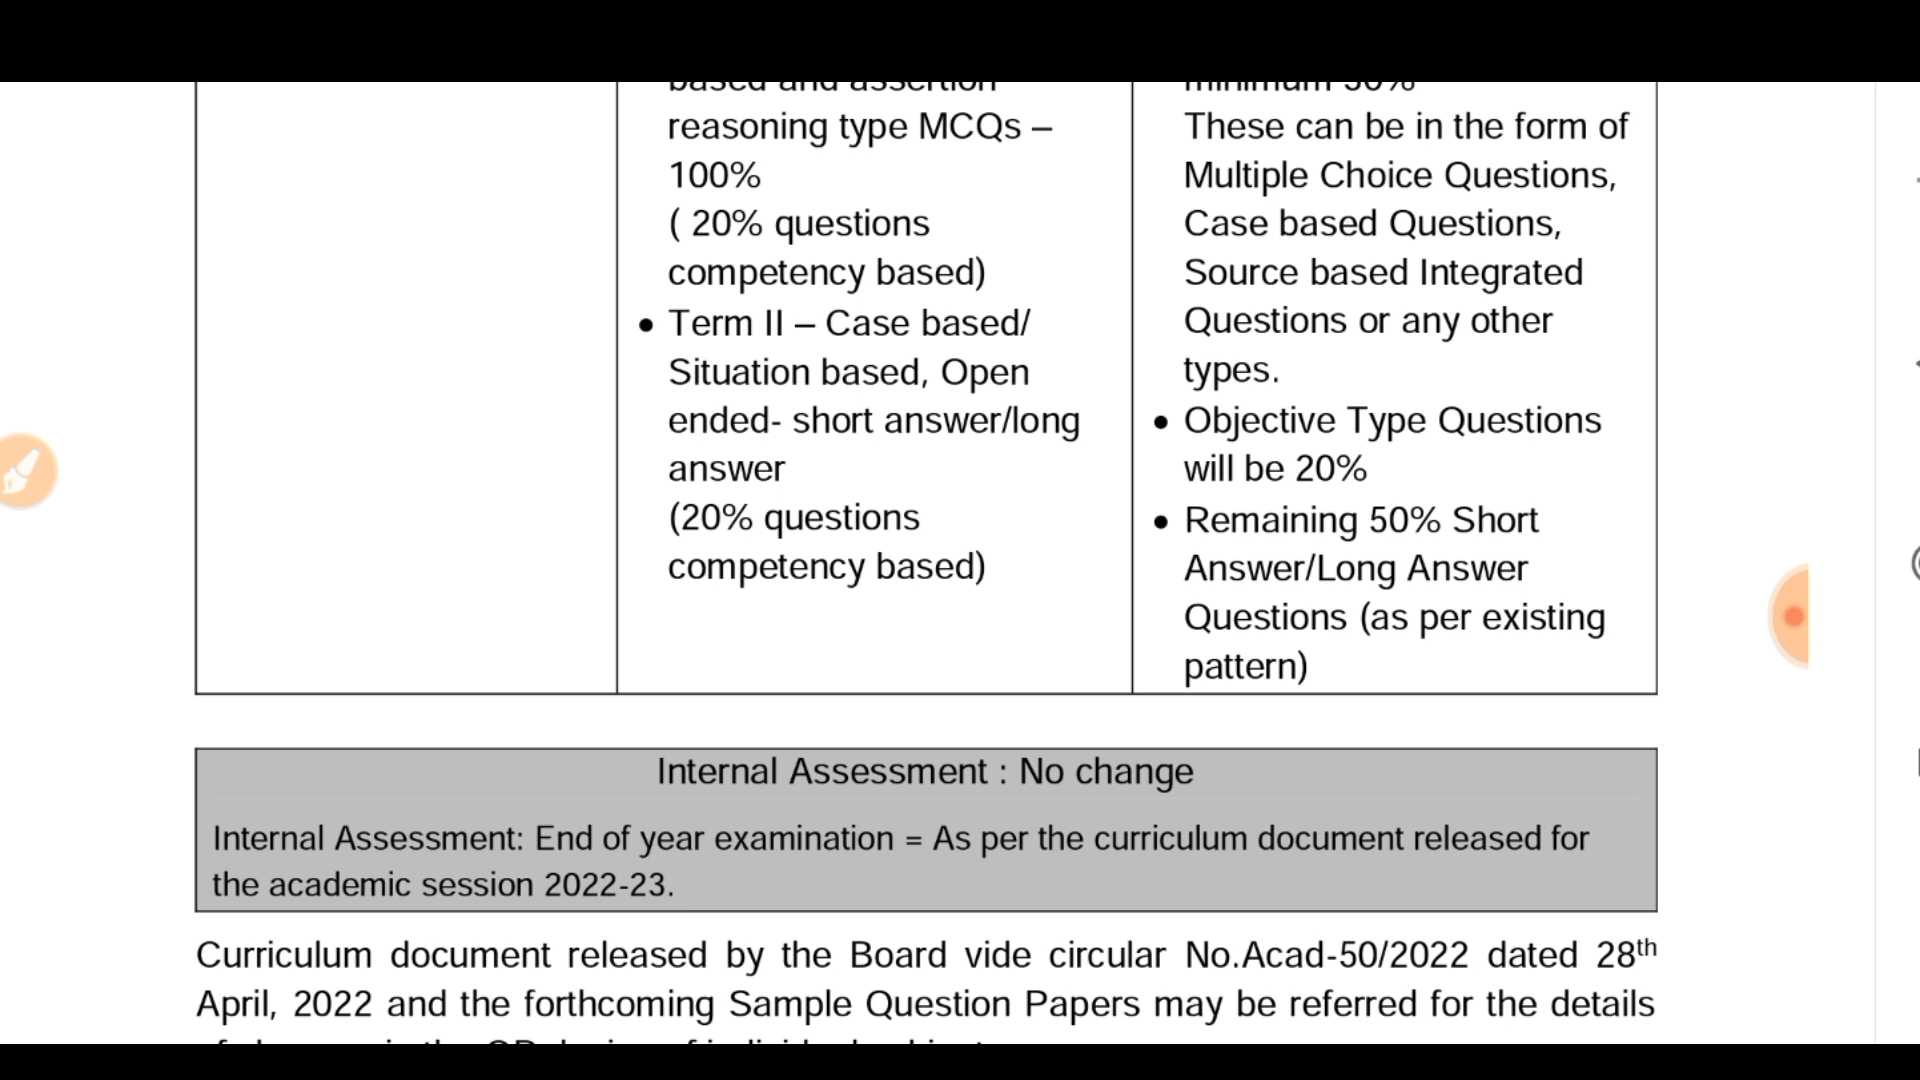 based and assertion
reasoning type MCQs –
100%
( 20% questions
competency based)
• Term II – Case based/
Situation based, Open
ended- short answer/long
answer
(20% questions
competency based)
minimum 30%
These can be in the form of
Multiple Choice Questions,
Case based Questions,
Source based Integrated
Questions or any other
types.
• Objective Type Questions
will be 20%
• Remaining 50% Short
Answer/Long Answer
Questions (as per existing
pattern)
Internal Assessment : No change
Internal Assessment: End of year examination = As per the curriculum document released for
the academic session 2022-23.
Curriculum document released by the Board vide circular No.Acad-50/2022 dated 28th
April, 2022 and the forthcoming Sample Question Papers may be referred for the details